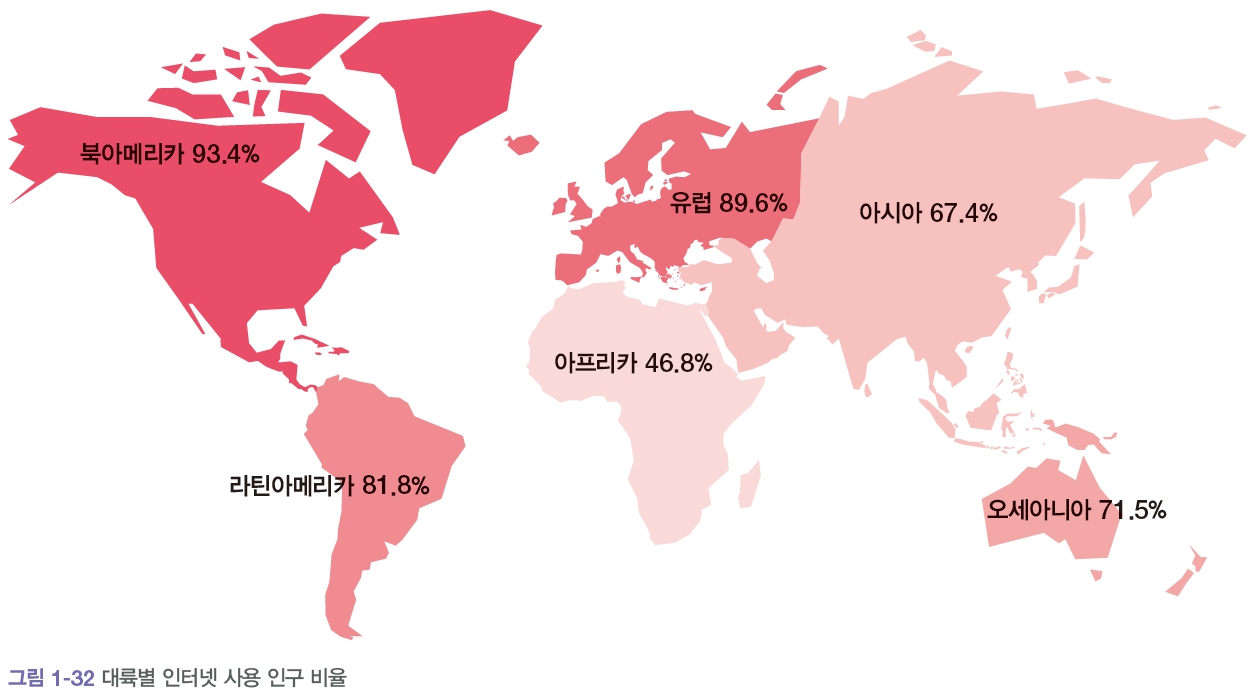 북아메리카 93.4%
유럽 89.6%
아시아 67.4%
아프리카 46.8%
라틴아메리카 81.8%
오세아니아 71.5%
그림 1-32 대륙별 인터넷 사용 인구 비율